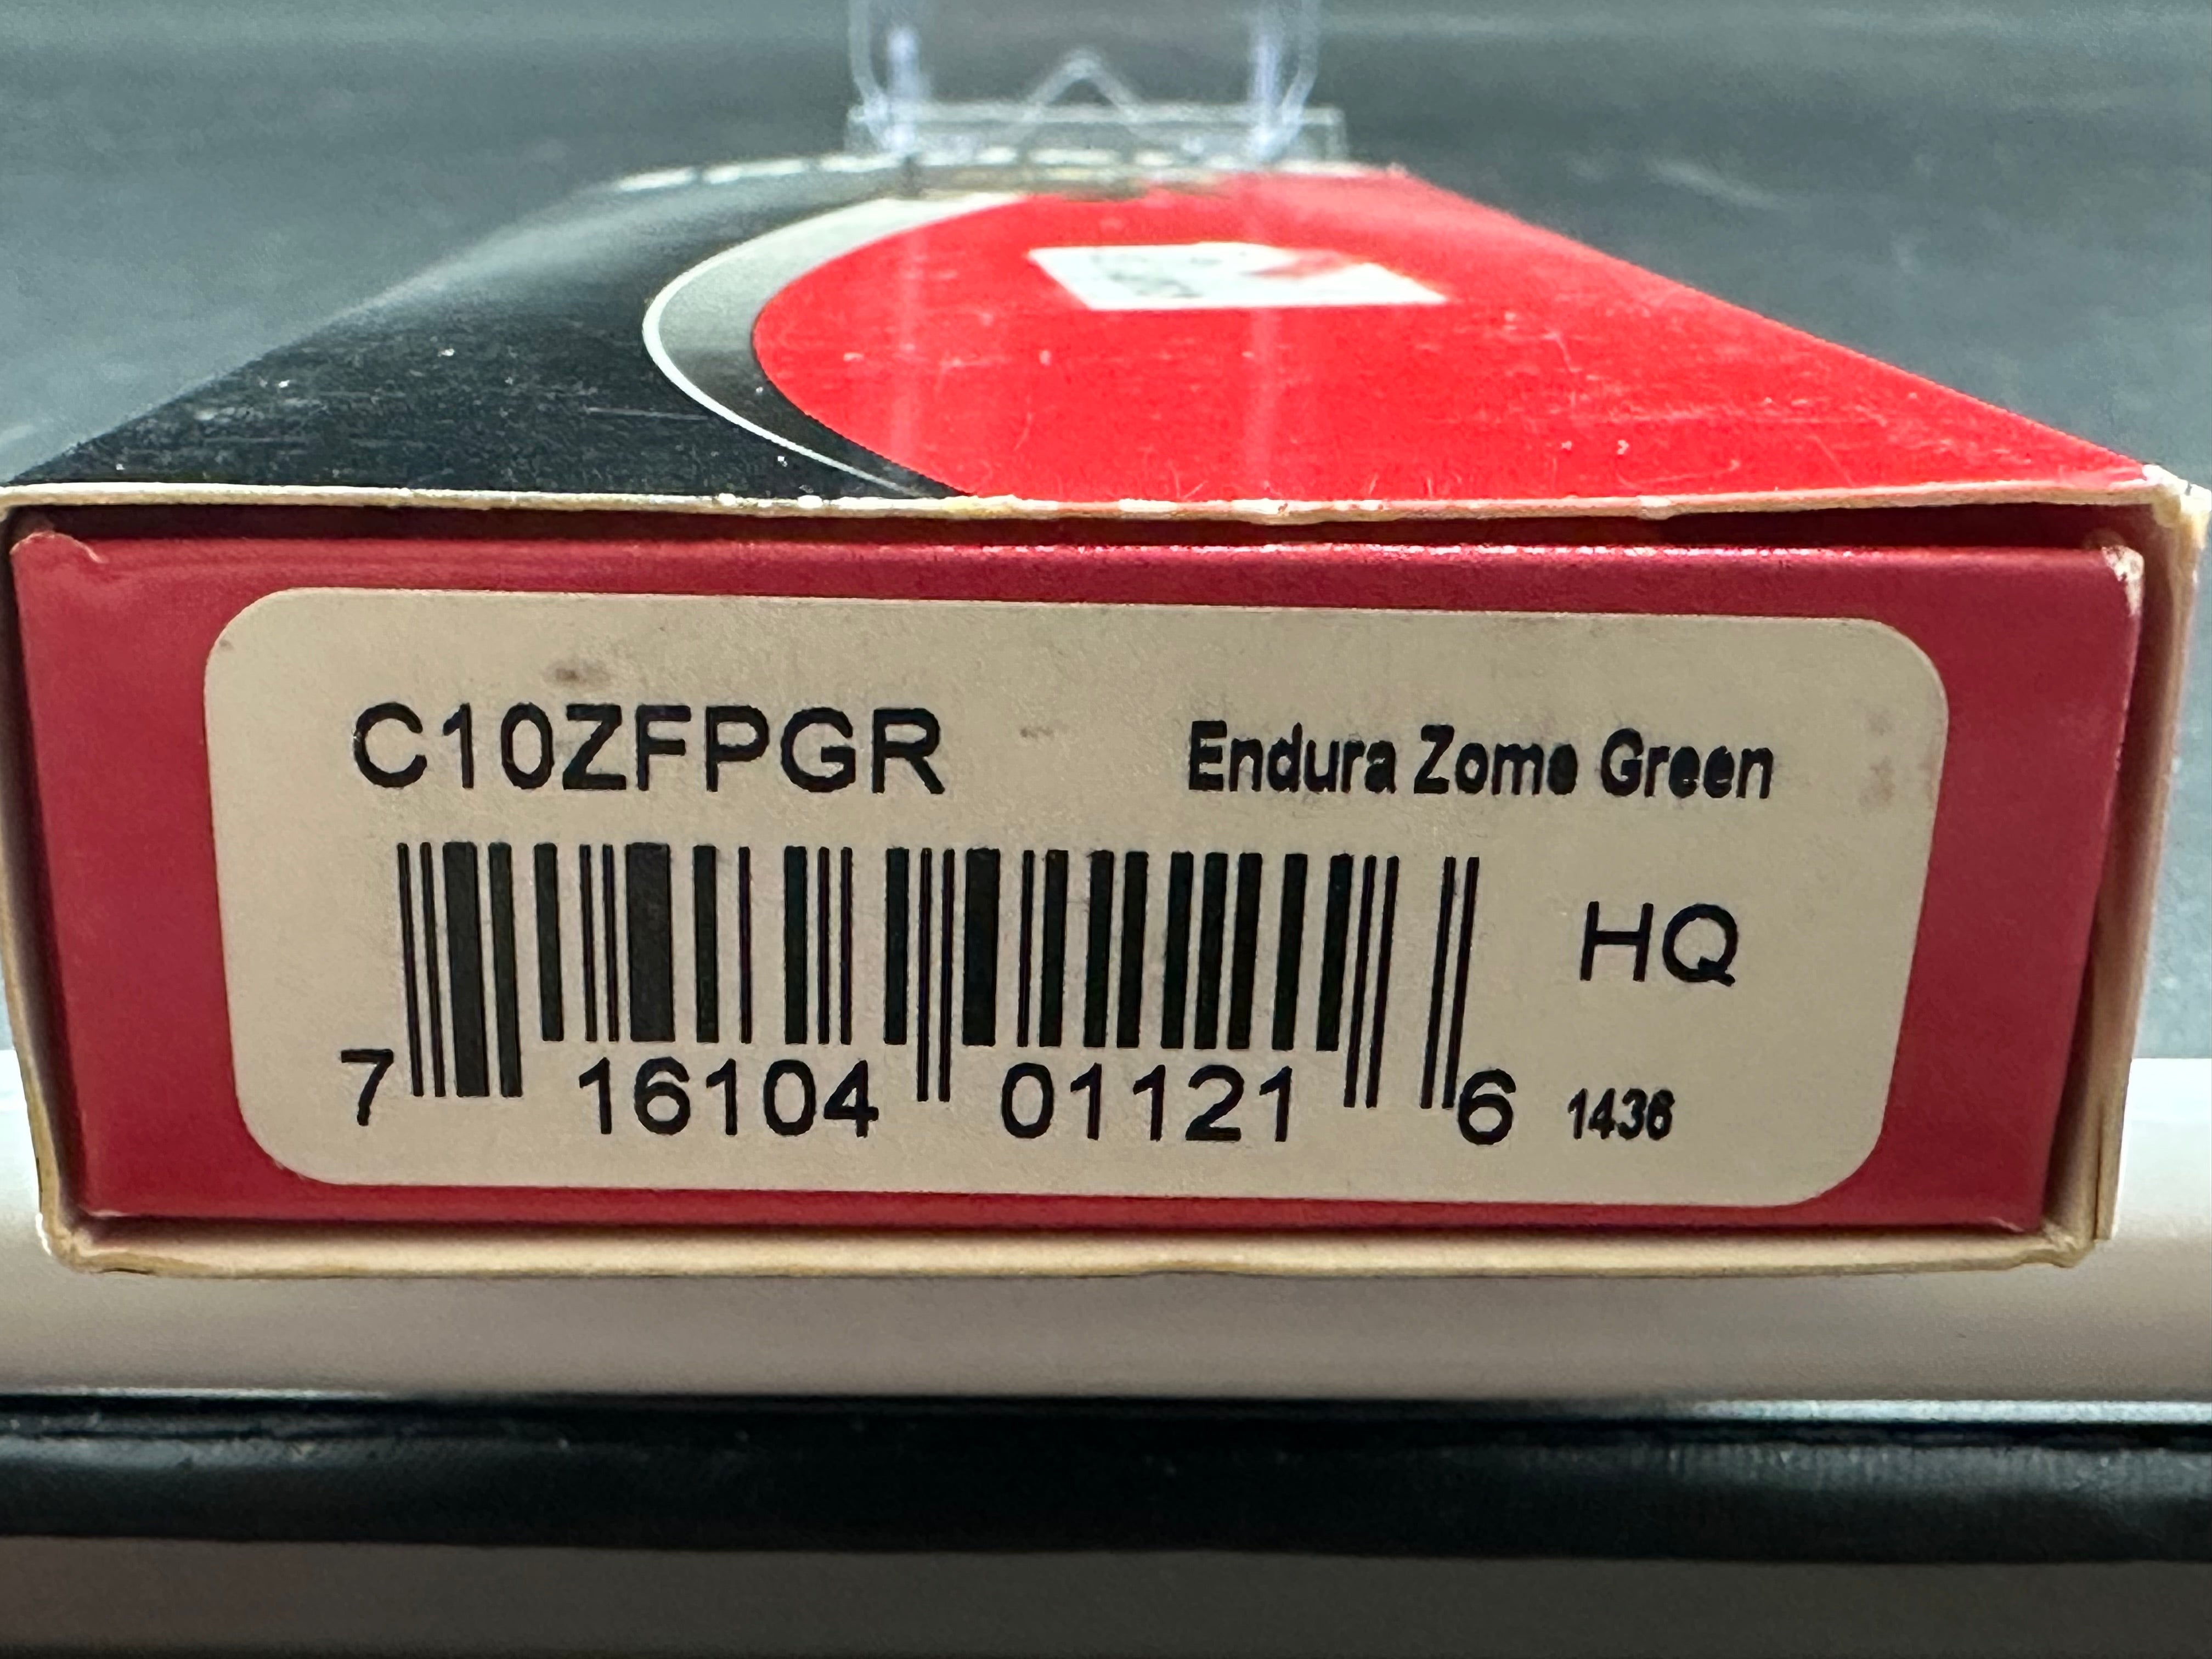 C10ZFPGR Endura Zome Green
HQ
7 16104 01121 6 1436